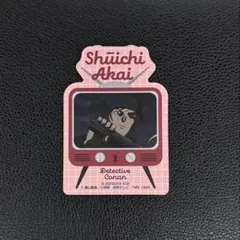 Shūichi
Akai
Detective
Conan